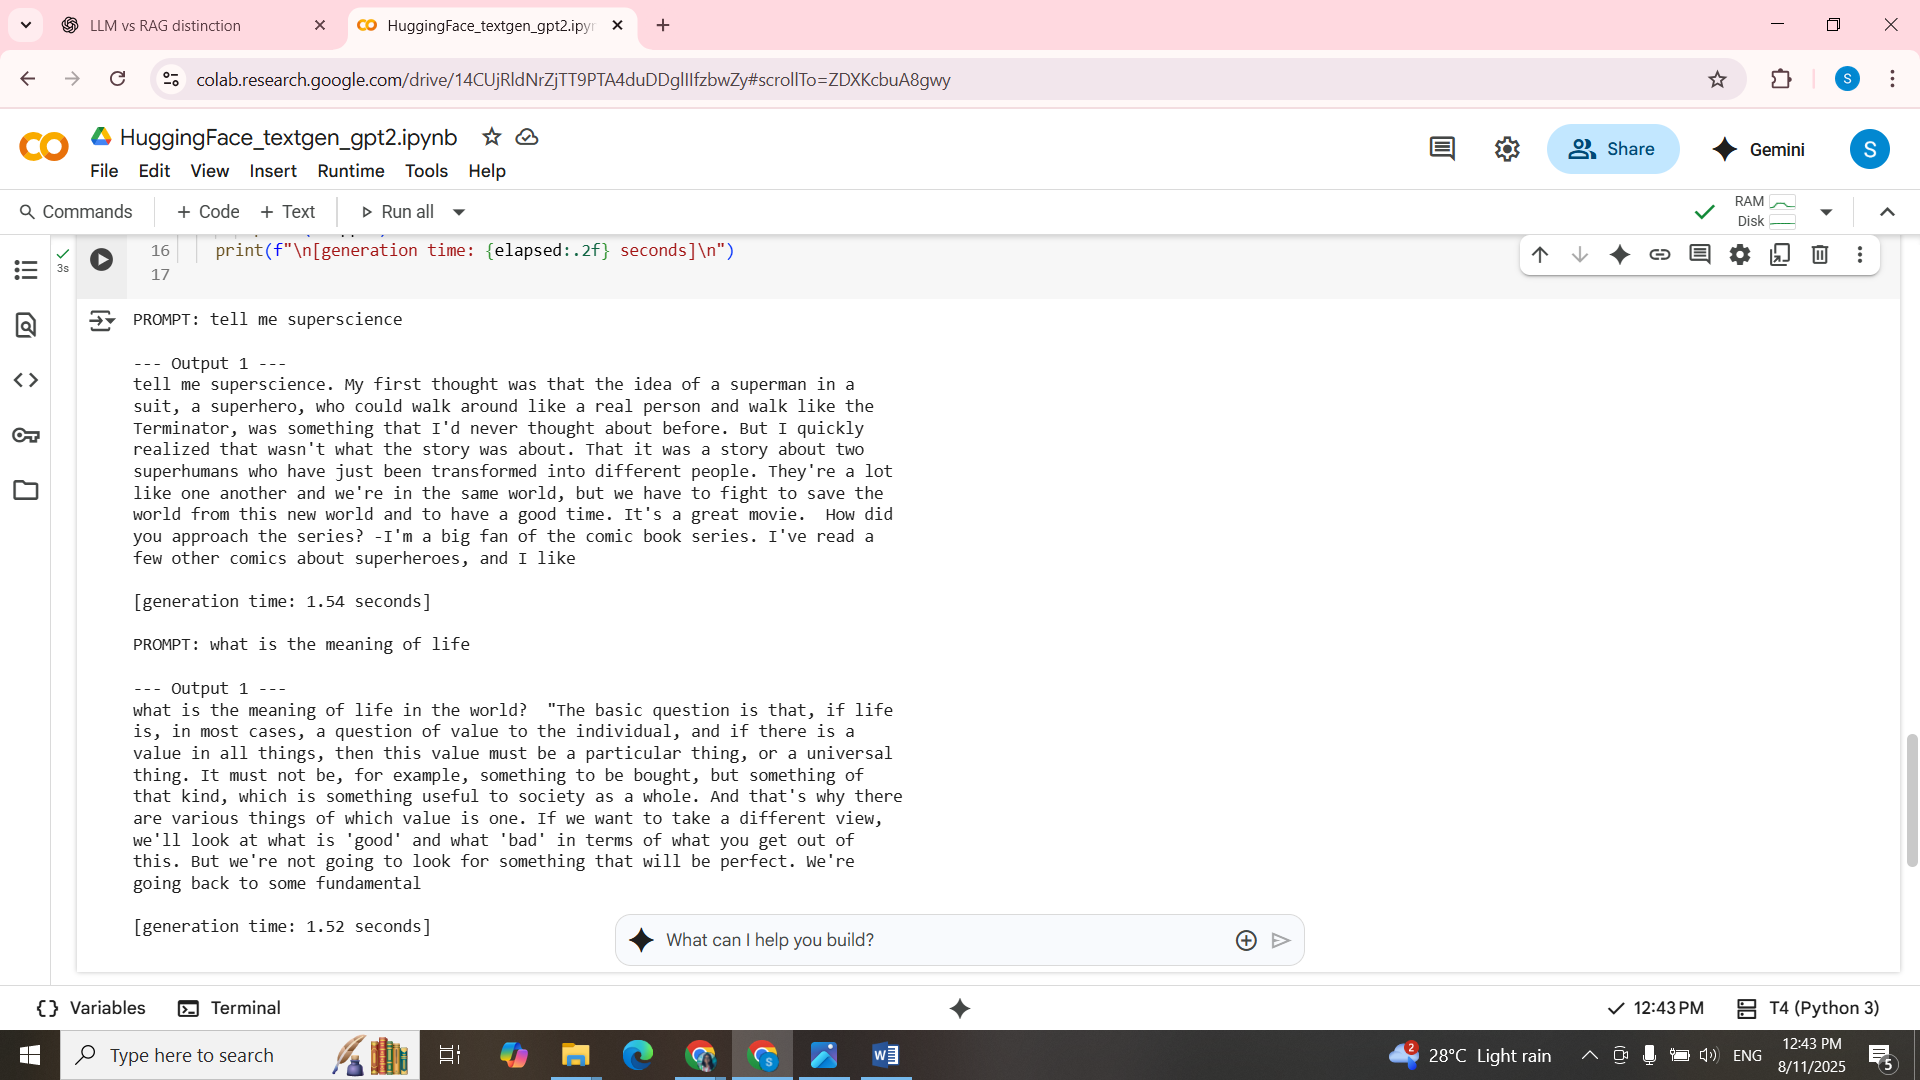 LLM vs RAG distinction
HuggingFace_textgen_gpt2.ipyn
colab.research.google.com/drive/14CUjRldNrZjTT9PTA4duDDglIIfzbwZy#scrollTo=ZDXKcbuA8gwy
S
HuggingFace_textgen_gpt2.ipynb
Share
Gemini
S
File Edit View Insert Runtime Tools Help
Commands + Code + Text Run all
RAM
Disk
3s
16 print(f"\n[generation time: {elapsed:.2f} seconds]\n")
17
PROMPT: tell me superscience
--- Output 1 ---
tell me superscience. My first thought was that the idea of a superman in a
suit, a superhero, who could walk around like a real person and walk like the
Terminator, was something that I'd never thought about before. But I quickly
realized that wasn't what the story was about. That it was a story about two
superhumans who have just been transformed into different people. They're a lot
like one another and we're in the same world, but we have to fight to save the
world from this new world and to have a good time. It's a great movie.  How did
you approach the series? -I'm a big fan of the comic book series. I've read a
few other comics about superheroes, and I like
[generation time: 1.54 seconds]
PROMPT: what is the meaning of life
--- Output 1 ---
what is the meaning of life in the world?  "The basic question is that, if life
is, in most cases, a question of value to the individual, and if there is a
value in all things, then this value must be a particular thing, or a universal
thing. It must not be, for example, something to be bought, but something of
that kind, which is something useful to society as a whole. And that's why there
are various things of which value is one. If we want to take a different view,
we'll look at what is 'good' and what 'bad' in terms of what you get out of
this. But we're not going to look for something that will be perfect. We're
going back to some fundamental
[generation time: 1.52 seconds]
What can I help you build?
{} Variables Terminal
12:43 PM T4 (Python 3)
Type here to search
2
28°C Light rain
ENG
12:43 PM
8/11/2025
5